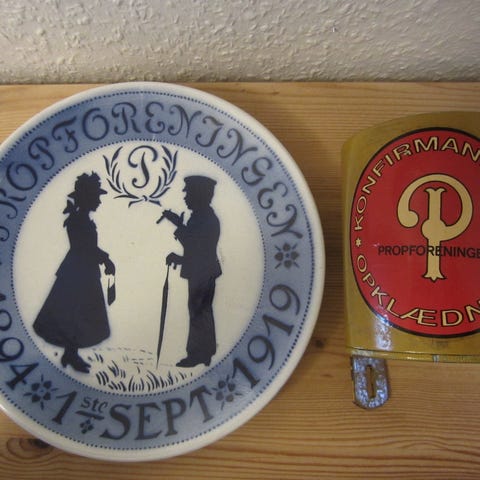 PROPFORENINGEN
1894 * 1ste SEPT * 1919
P
KONFIRMAN
P
PROPFORENINGE
OPKLÆDN